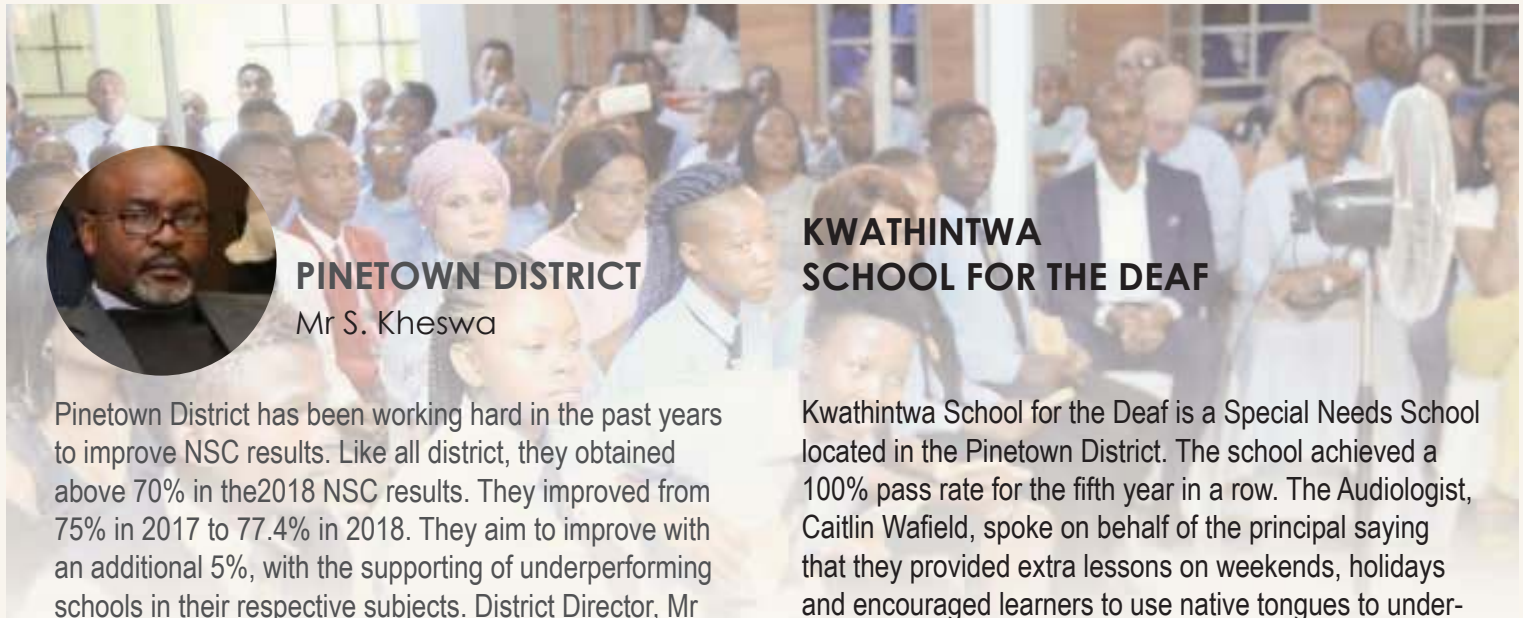 PINETOWN DISTRICT
Mr S. Kheswa
Pinetown District has been working hard in the past years
to improve NSC results. Like all district, they obtained
above 70% in the2018 NSC results. They improved from
75% in 2017 to 77.4% in 2018. They aim to improve with
an additional 5%, with the supporting of underperforming
schools in their respective subjects. District Director, Mr
KWATHINTWA
SCHOOL FOR THE DEAF
Kwathintwa School for the Deaf is a Special Needs School
located in the Pinetown District. The school achieved a
100% pass rate for the fifth year in a row. The Audiologist,
Caitlin Wafield, spoke on behalf of the principal saying
that they provided extra lessons on weekends, holidays
and encouraged learners to use native tongues to under-